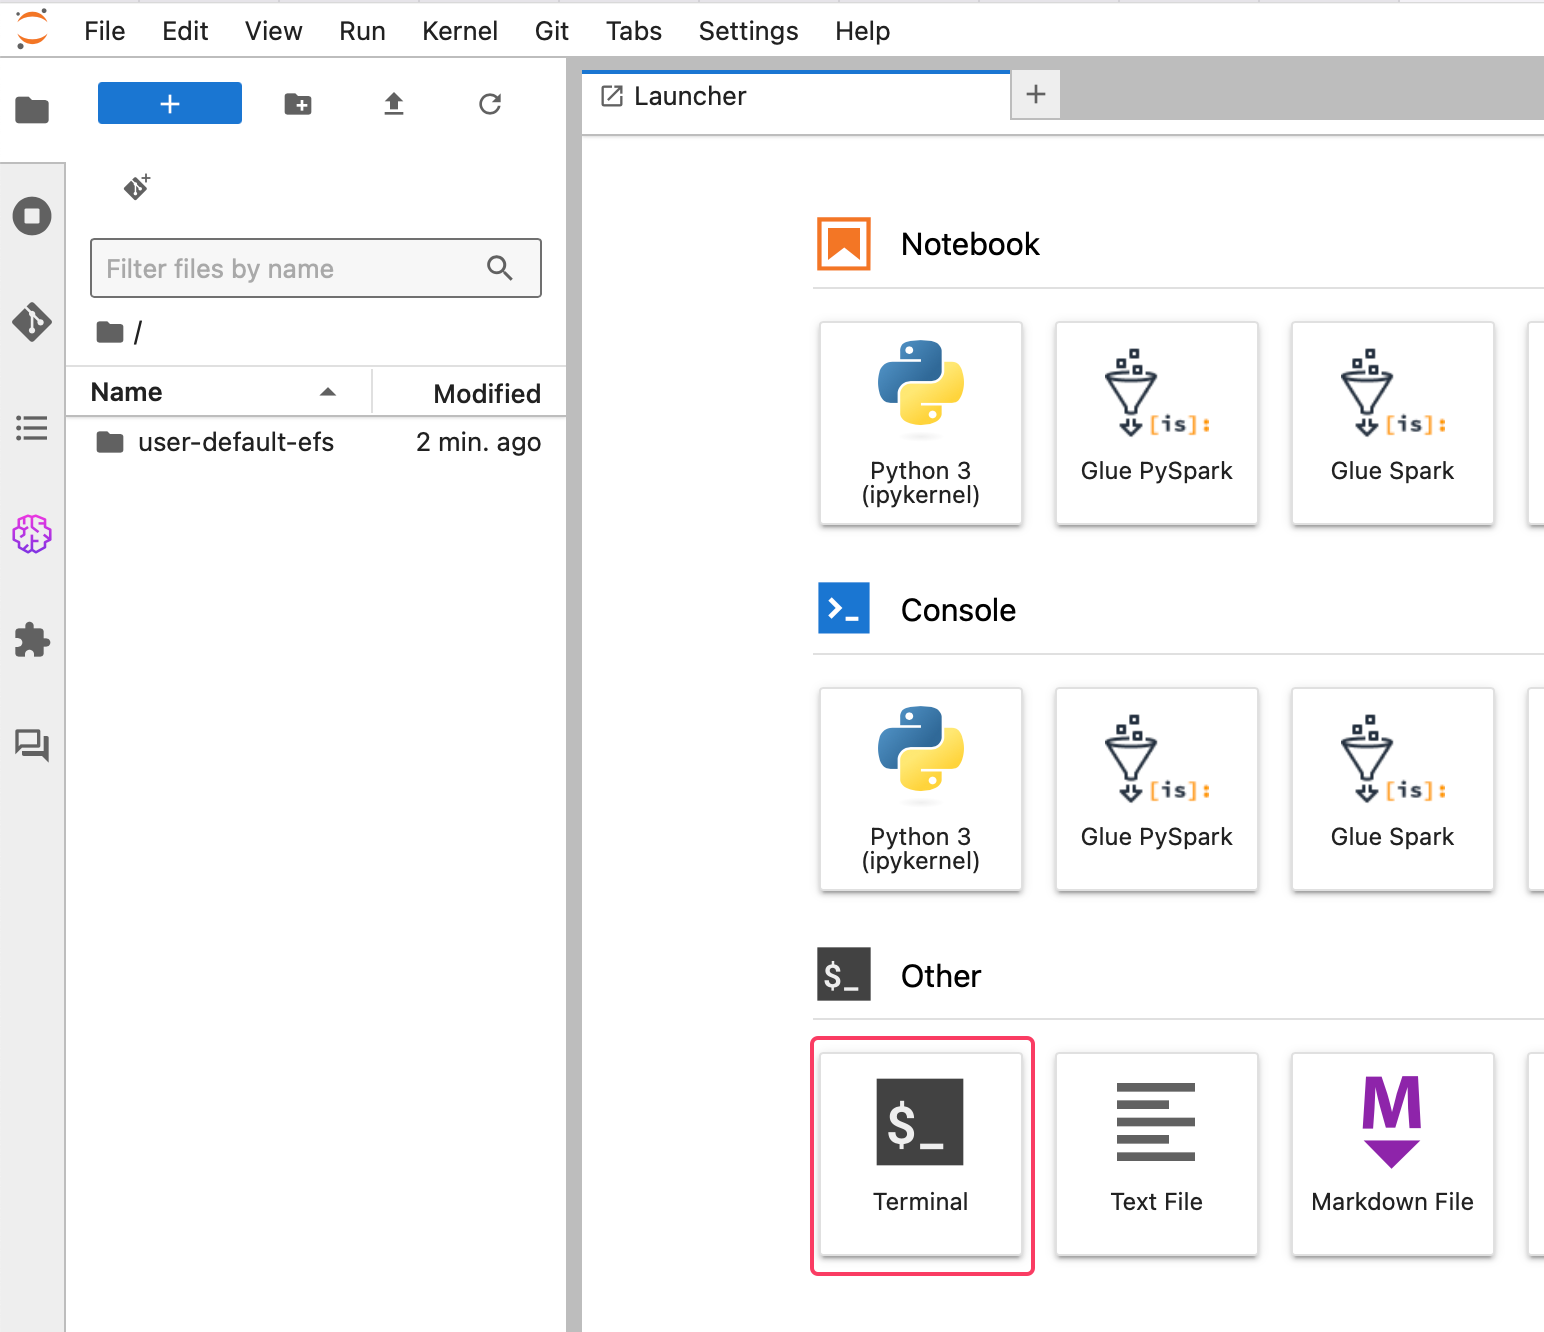 File Edit View Run Kernel Git Tabs Settings Help
Launcher
Filter files by name
/
Name Modified
user-default-efs 2 min. ago
Notebook
Python 3
(ipykernel)
[is]:
Glue PySpark
[is]:
Glue Spark
Console
Python 3
(ipykernel)
[is]:
Glue PySpark
[is]:
Glue Spark
$_ Other
$_
Terminal
Text File
M
Markdown File